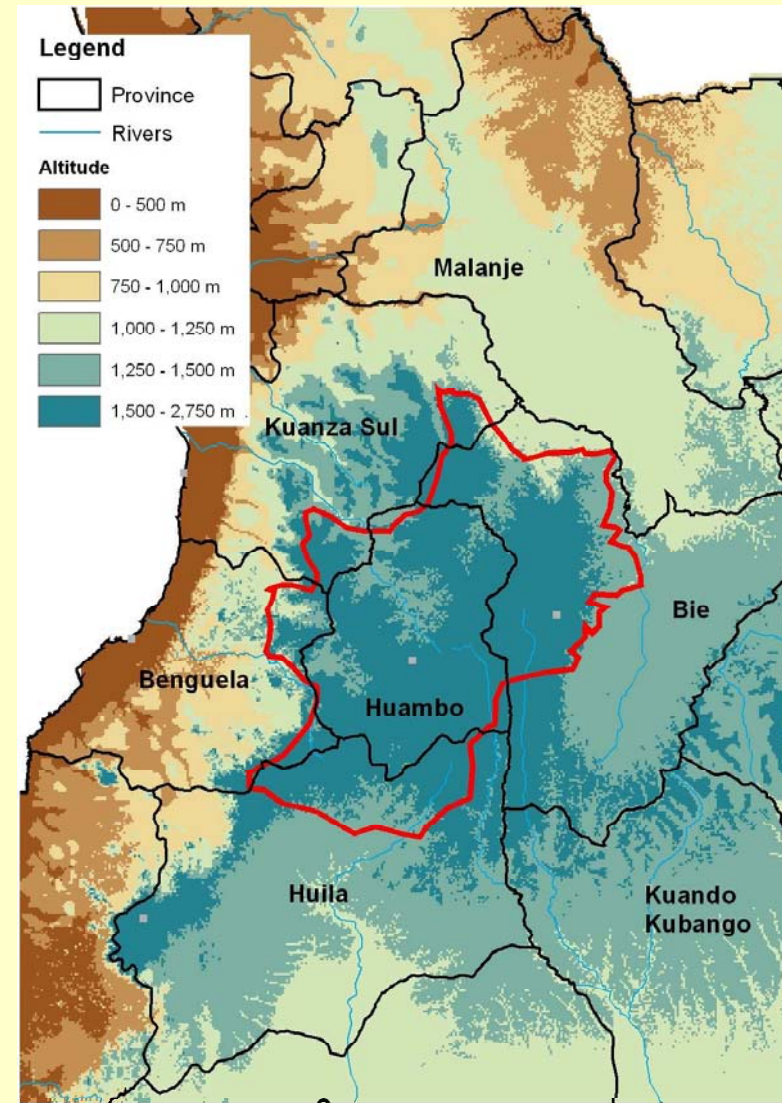 Legend
Province
Rivers
Altitude
0 - 500 m
500 - 750 m
750 - 1,000 m
1,000 - 1,250 m
1,250 - 1,500 m
1,500 - 2,750 m
Malanje
Kuanza Sul
Bie
Benguela
Huambo
Huila
Kuando
Kubango